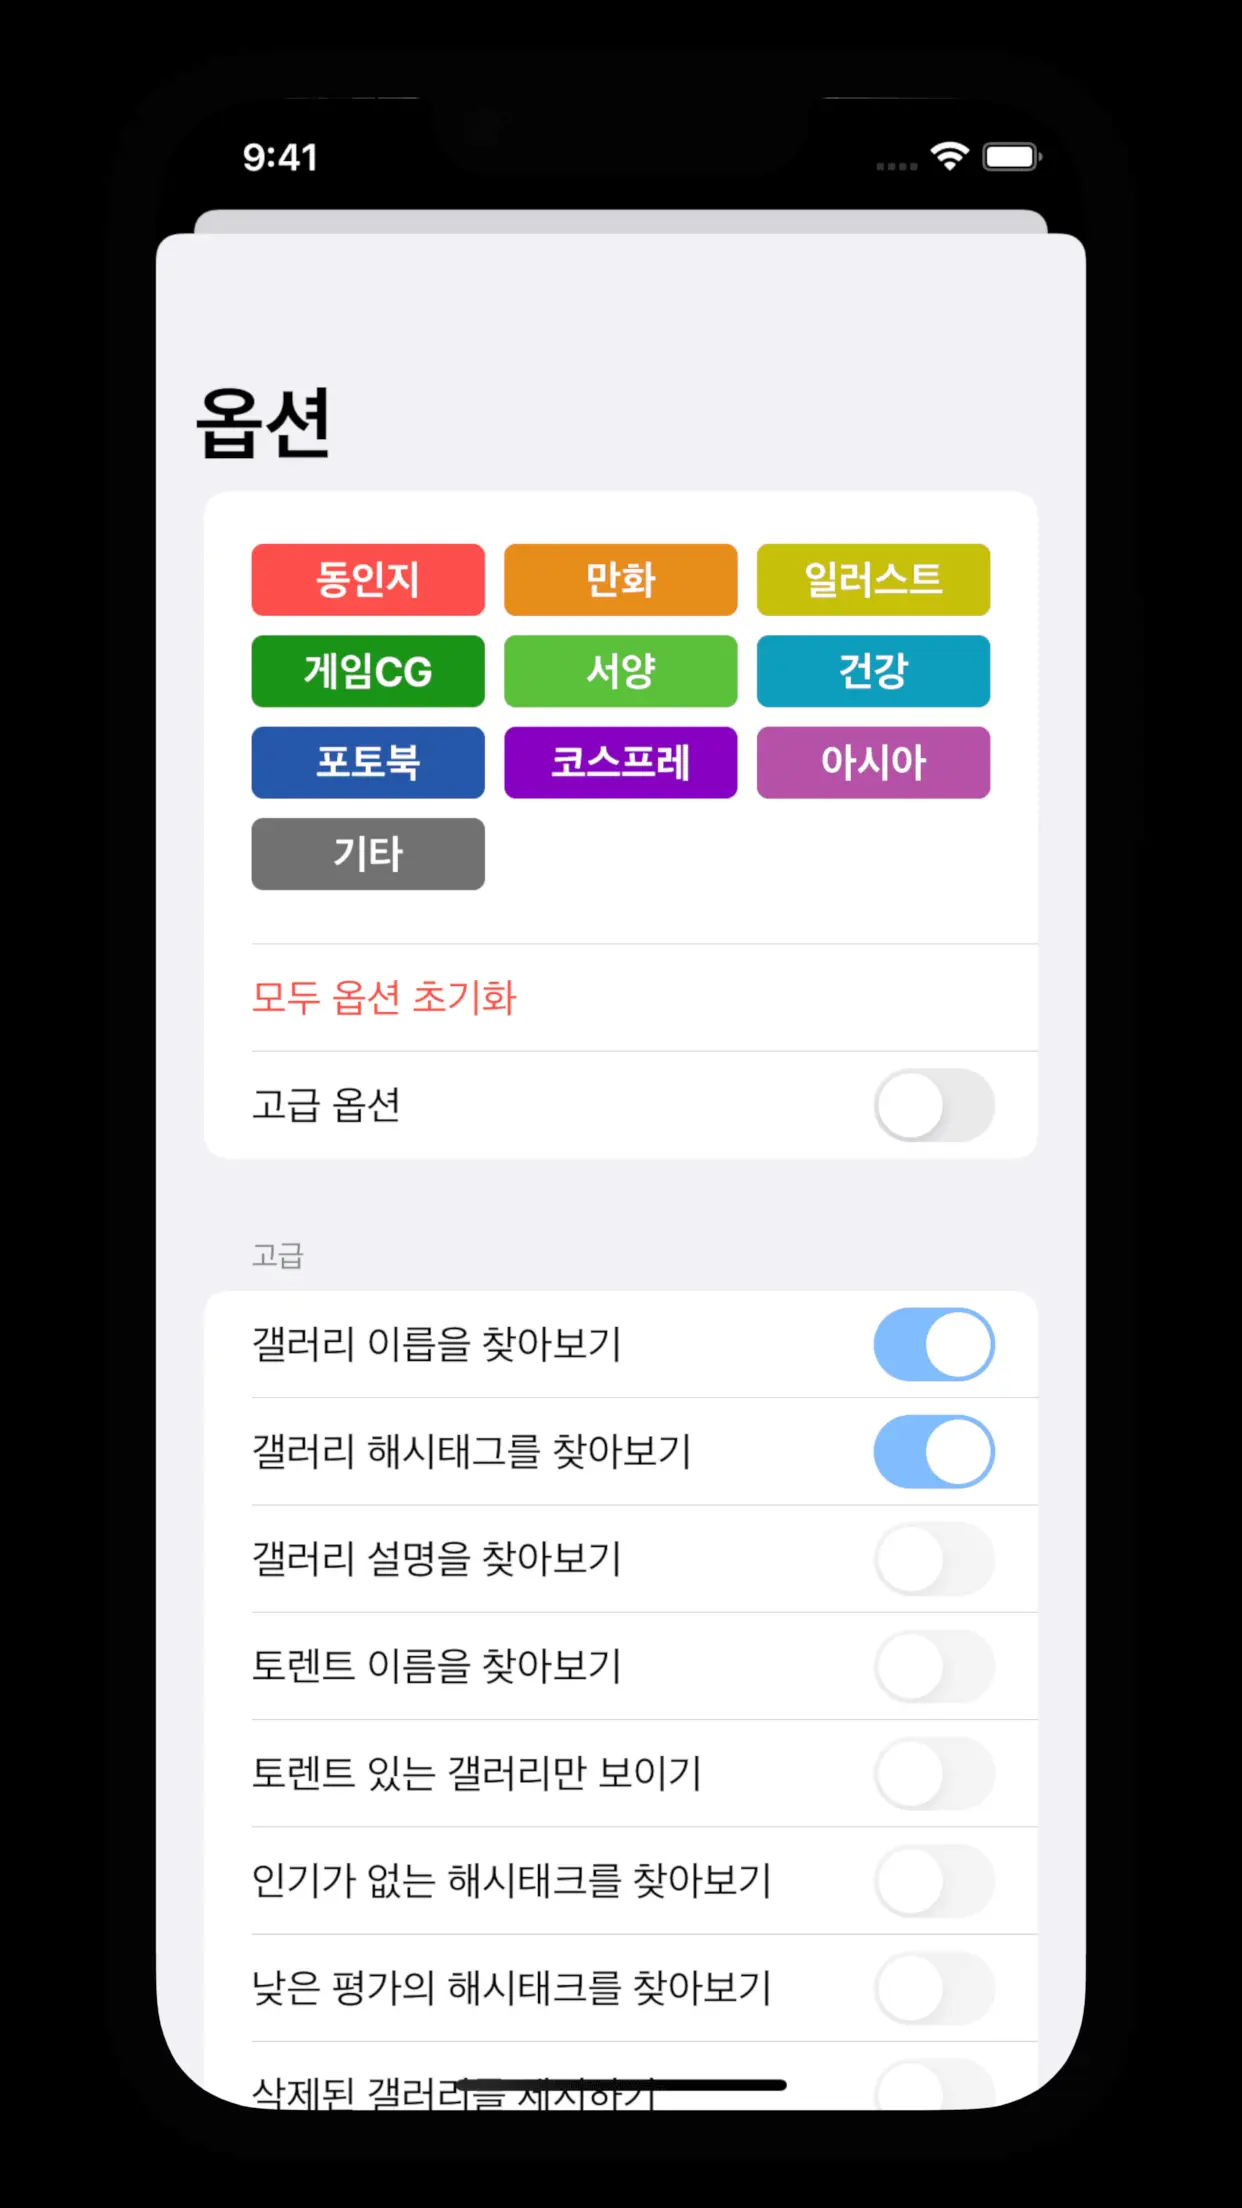 9:41
옵션
동인지 만화 일러스트
게임CG 서양 건강
포토북 코스프레 아시아
기타
모두 옵션 초기화
고급 옵션
고급
갤러리 이릅을 찾아보기
갤러리 해시태그를 찾아보기
갤러리 설명을 찾아보기
토렌트 이름을 찾아보기
토렌트 있는 갤러리만 보이기
인기가 없는 해시태크를 찾아보기
낮은 평가의 해시태크를 찾아보기
삭제된 갤러리를